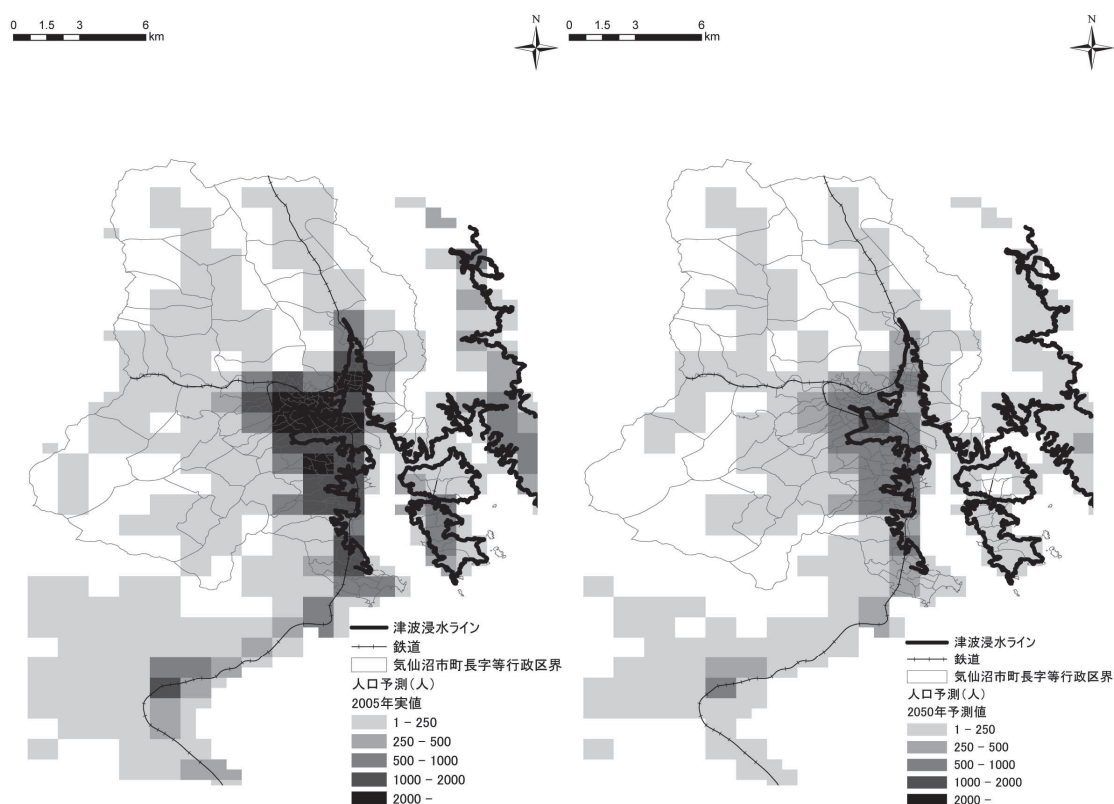 0 1.5 3 6
km
N
津波浸水ライン
鉄道
気仙沼市町長字等行政区界
人口予測(人)
2005年実値
1 - 250
250 - 500
500 - 1000
1000 - 2000
2000 -
0 1.5 3 6
km
N
津波浸水ライン
鉄道
気仙沼市町長字等行政区界
人口予測(人)
2050年予測値
1 - 250
250 - 500
500 - 1000
1000 - 2000
2000 -